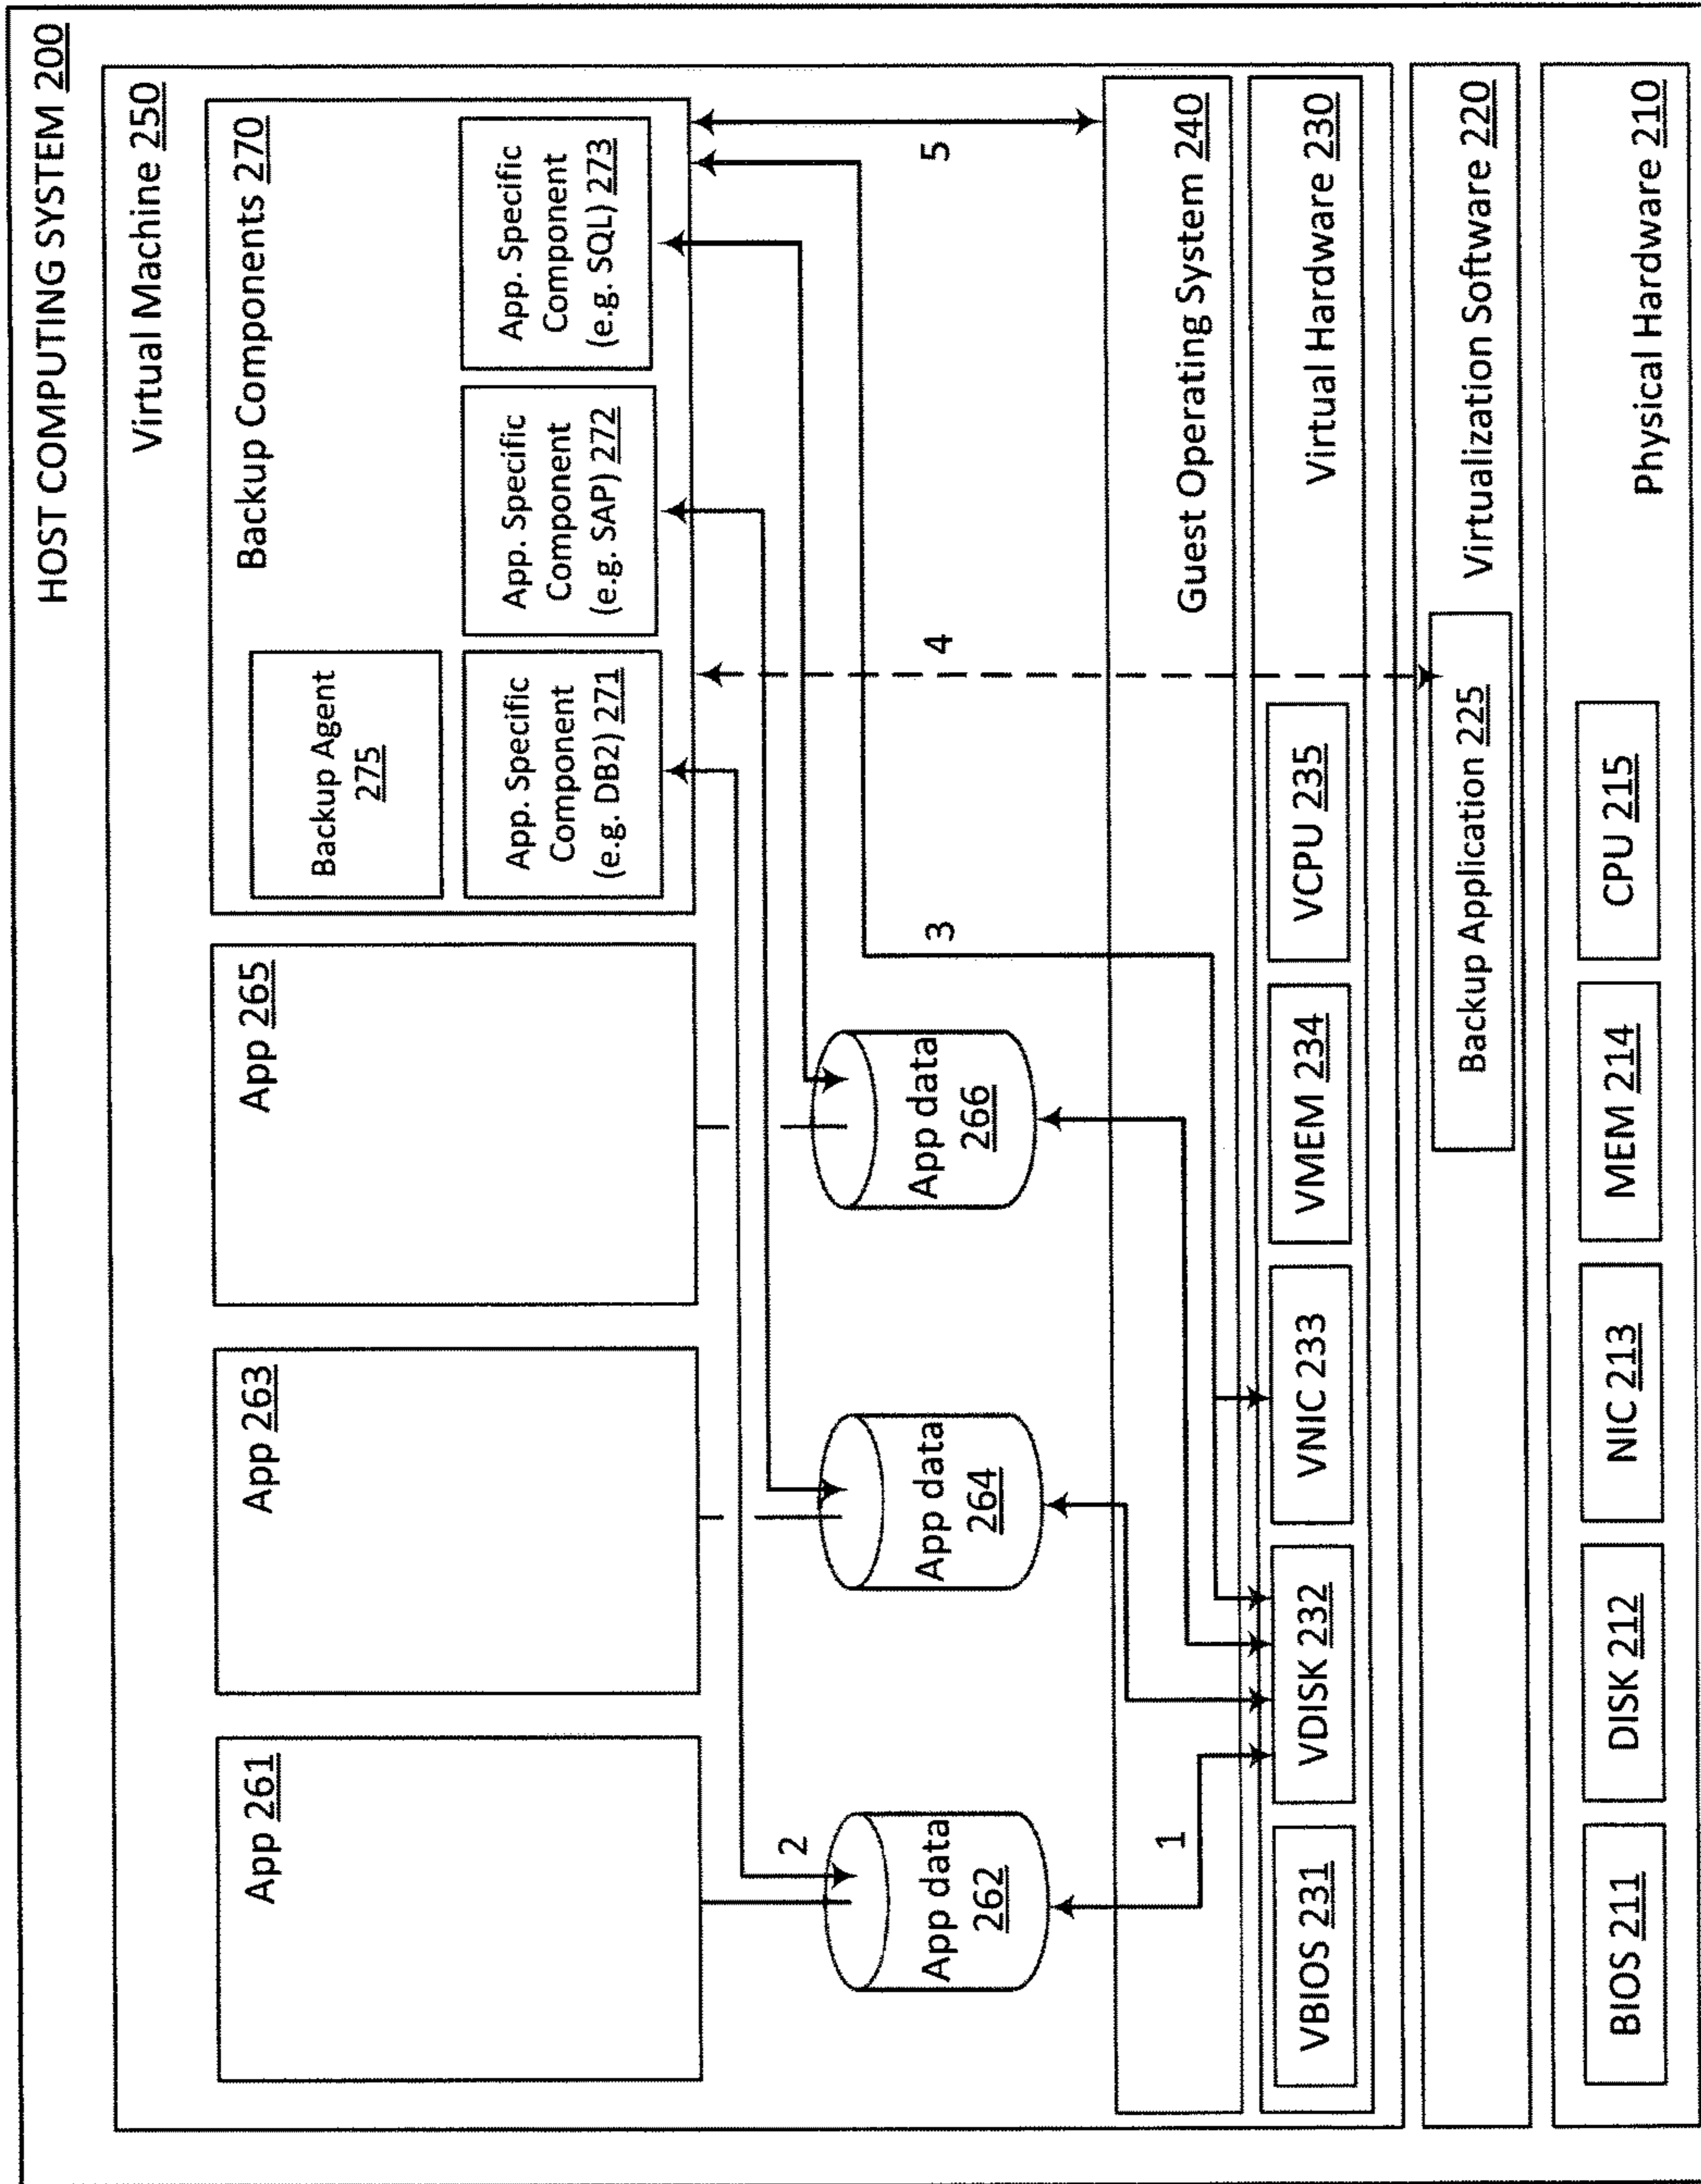 HOST COMPUTING SYSTEM 200
Virtual Machine 250
App 261
App 263
App 265
Backup Components 270
Backup Agent
275
App. Specific
Component
(e.g. DB2) 271
App. Specific
Component
(e.g. SAP) 272
App. Specific
Component
(e.g. SQL) 273
2
App data
262
App data
264
App data
266
3
4
5
1
Guest Operating System 240
VBIOS 231
VDISK 232
VNIC 233
VMEM 234
VCPU 235
Virtual Hardware 230
Backup Application 225
Virtualization Software 220
BIOS 211
DISK 212
NIC 213
MEM 214
CPU 215
Physical Hardware 210